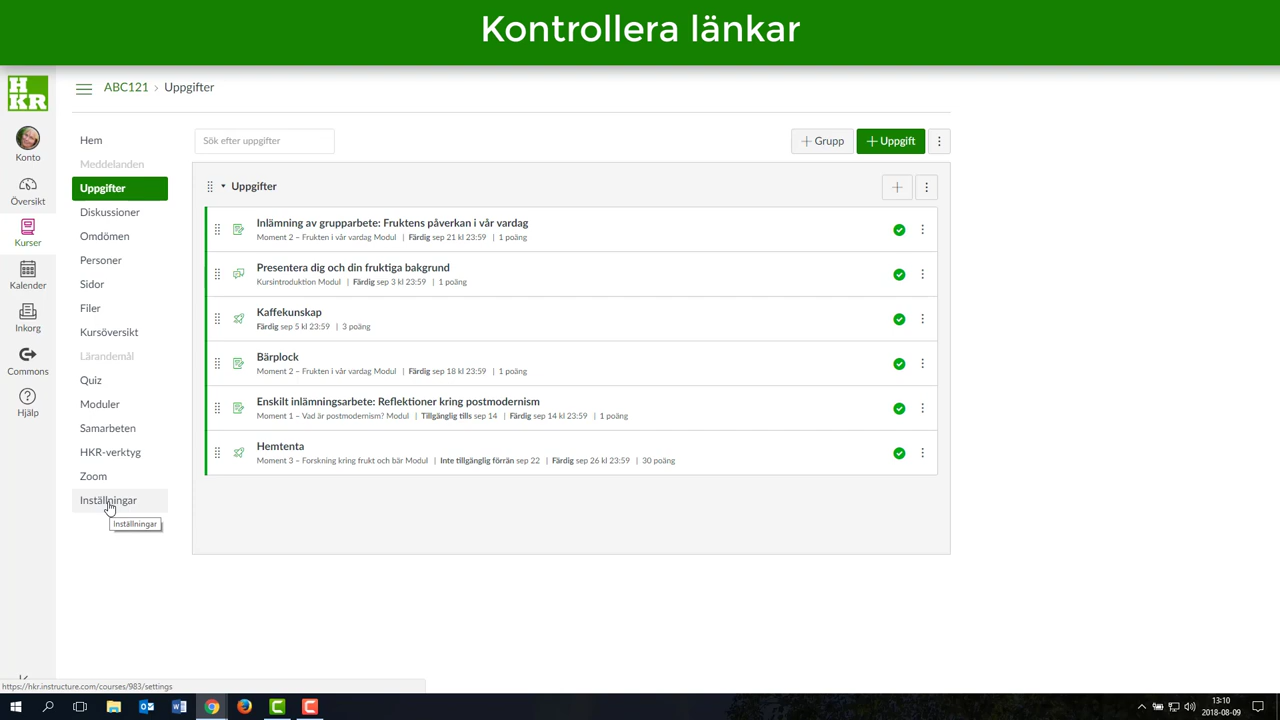 Kontrollera länkar
HKR
ABC121 › Uppgifter
Konto
Översikt
Kurser
Kalender
Inkorg
Commons
Hjälp
Hem
Meddelanden
Uppgifter
Diskussioner
Omdömen
Personer
Sidor
Filer
Kursöversikt
Lärandemål
Quiz
Moduler
Samarbeten
HKR-verktyg
Zoom
Inställningar
Inställningar
Sök efter uppgifter
+ Grupp
+ Uppgift
Uppgifter
Inlämning av grupparbete: Fruktens påverkan i vår vardag
Moment 2 – Frukten i vår vardag Modul | Färdig sep 21 kl 23:59 | 1 poäng
Presentera dig och din fruktiga bakgrund
Kursintroduktion Modul | Färdig sep 3 kl 23:59 | 1 poäng
Kaffekunskap
Färdig sep 5 kl 23:59 | 3 poäng
Bärplock
Moment 2 – Frukten i vår vardag Modul | Färdig sep 18 kl 23:59 | 1 poäng
Enskilt inlämningsarbete: Reflektioner kring postmodernism
Moment 1 – Vad är postmodernism? Modul | Tillgänglig tills sep 14 | Färdig sep 14 kl 23:59 | 1 poäng
Hemtenta
Moment 3 – Forskning kring frukt och bär Modul | Inte tillgänglig förrän sep 22 | Färdig sep 26 kl 23:59 | 30 poäng
https://hkr.instructure.com/courses/983/settings
13:10
2018-08-09